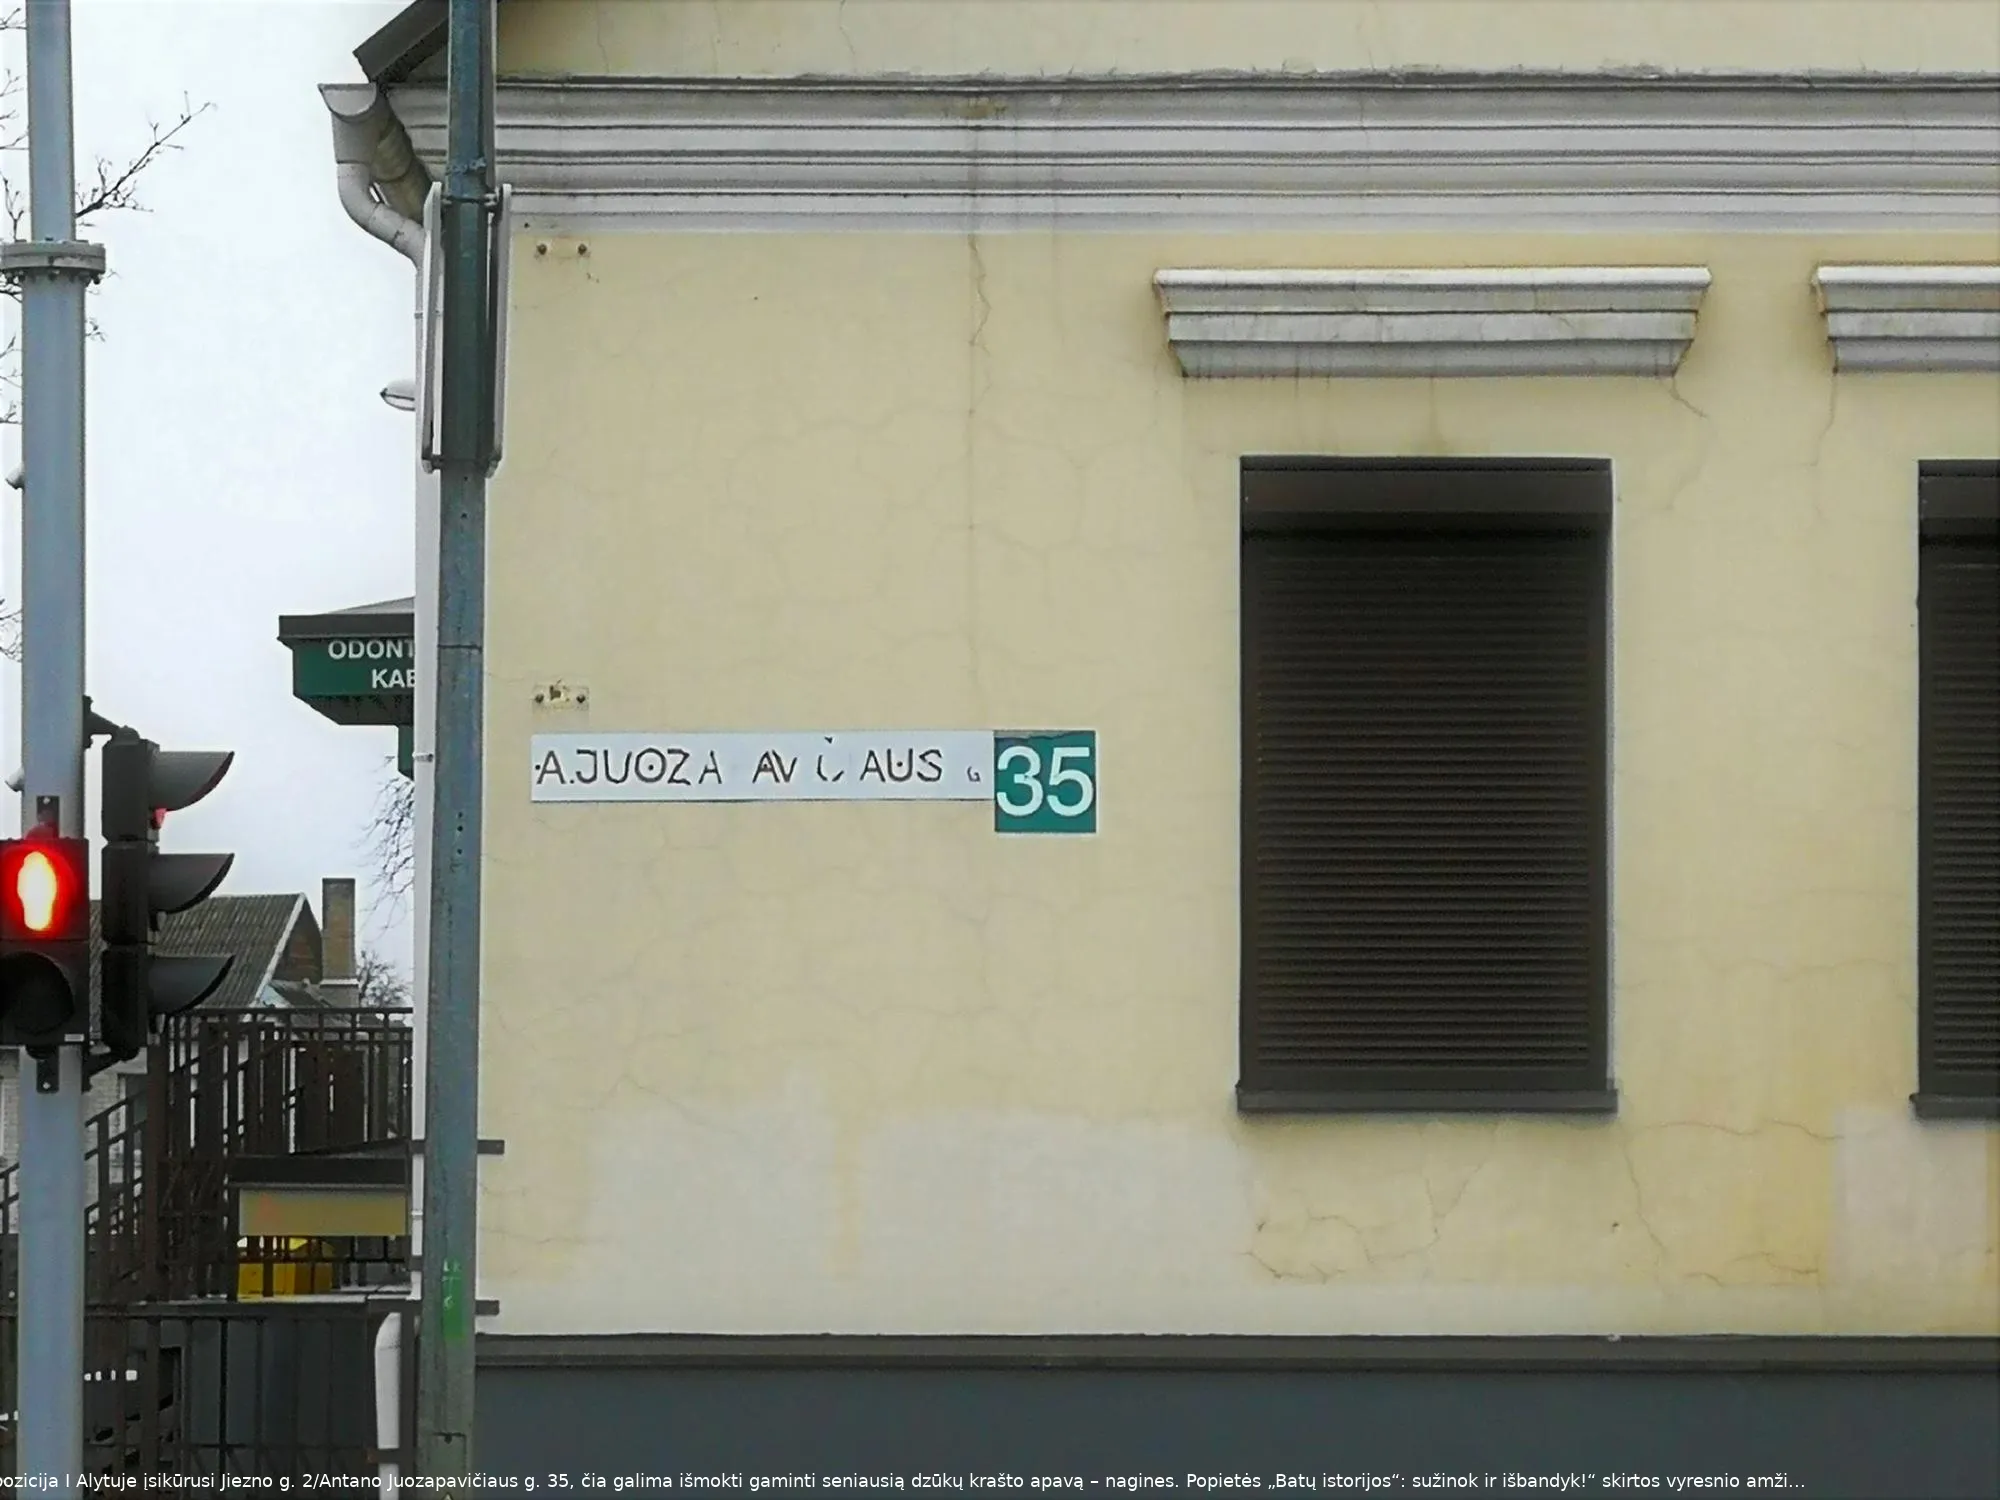 ODONT
KAB
A.JUOZA AV Č AUS G
35
pozicija I Alytuje įsikūrusi Jiezno g. 2/Antano Juozapavičiaus g. 35, čia galima išmokti gaminti seniausią dzūkų krašto apavą – nagines. Popietės „Batų istorijos“: sužinok ir išbandyk!“ skirtos vyresnio amži…